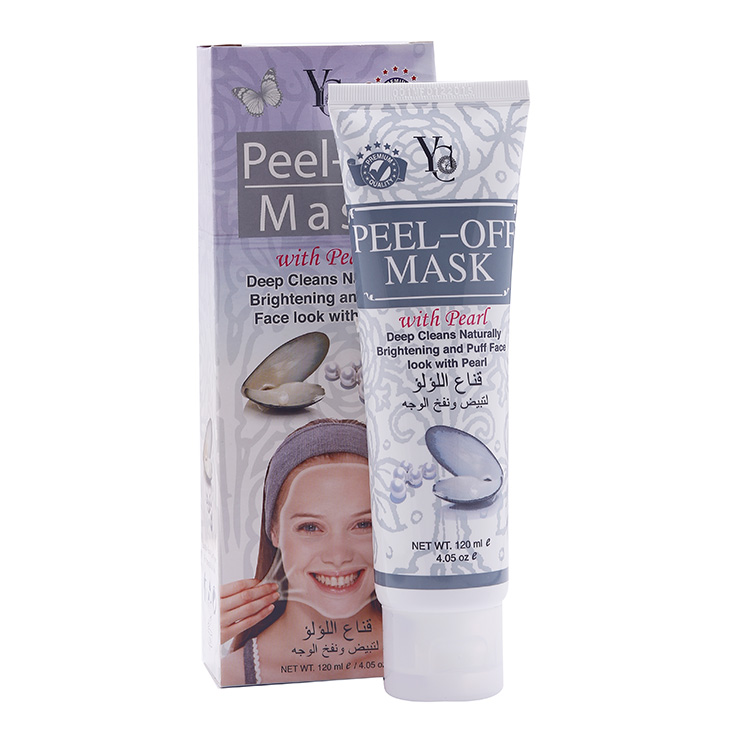 YC
Peel-
Mas
with Pea
Deep Cleans Na
Brightening and
Face look with
قناع اللؤلؤ
لتبيض ونفخ الوجه
NET WT. 120 ml e / 4.05 oz
PREMIUM
QUALITY
YC
PEEL-OFF
MASK
with Pearl
Deep Cleans Naturally
Brightening and Puff Face
look with Pearl
قناع اللؤلؤ
لتبيض ونفخ الوجه
NET WT. 120 ml e
4.05 oz e